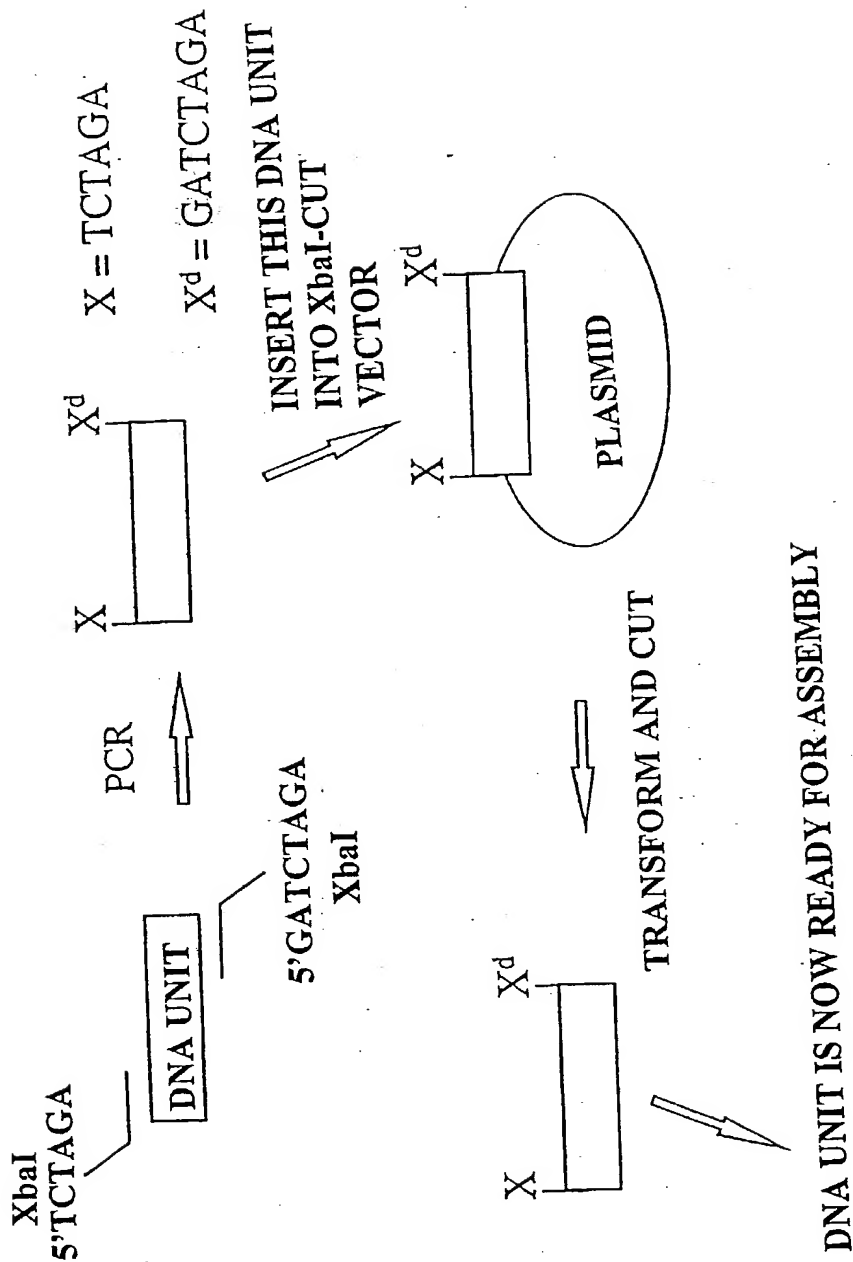 XbaI
5'TCTAGA
DNA UNIT
5'GATCTAGA
XbaI
PCR
X
X^d
X = TCTAGA
X^d = GATCTAGA
INSERT THIS DNA UNIT
INTO XbaI-CUT
VECTOR
X
X^d
PLASMID
TRANSFORM AND CUT
X
X^d
DNA UNIT IS NOW READY FOR ASSEMBLY